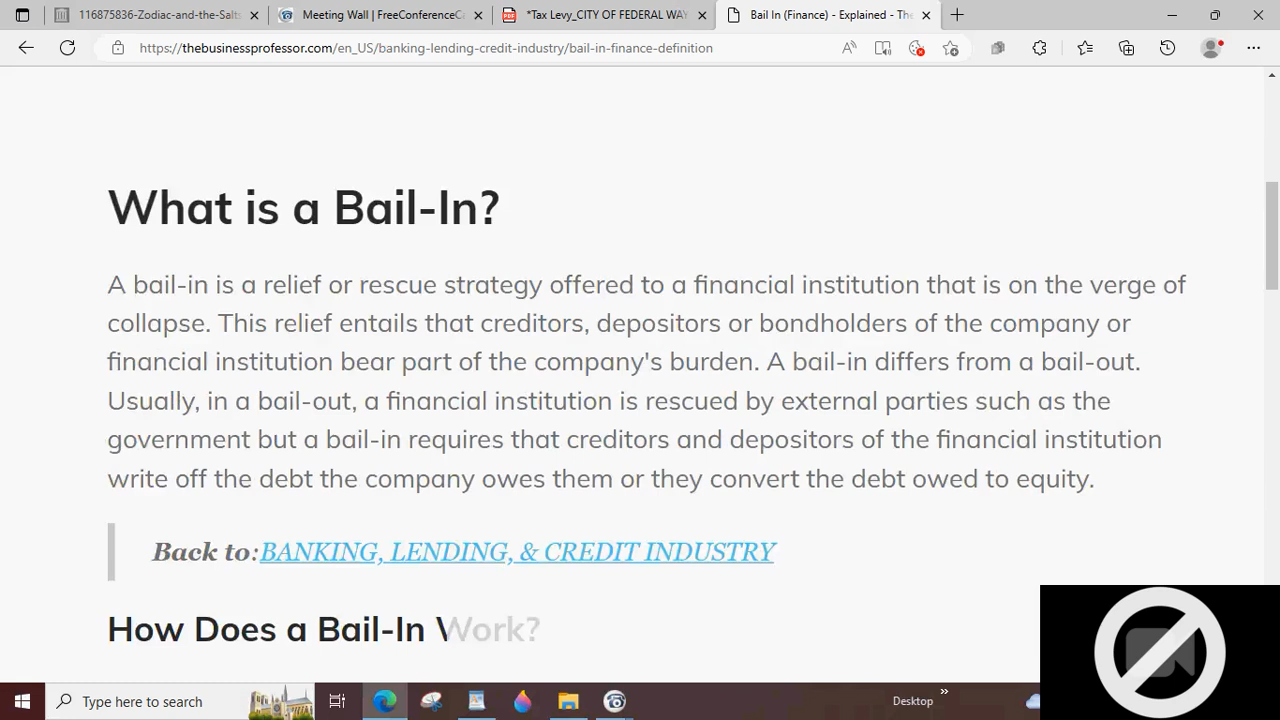 116875836-Zodiac-and-the-Salts
Meeting Wall | FreeConferenceCa
*Tax Levy_CITY OF FEDERAL WAY
Bail In (Finance) - Explained - The
https://thebusinessprofessor.com/en_US/banking-lending-credit-industry/bail-in-finance-definition
What is a Bail-In?
A bail-in is a relief or rescue strategy offered to a financial institution that is on the verge of
collapse. This relief entails that creditors, depositors or bondholders of the company or
financial institution bear part of the company's burden. A bail-in differs from a bail-out.
Usually, in a bail-out, a financial institution is rescued by external parties such as the
government but a bail-in requires that creditors and depositors of the financial institution
write off the debt the company owes them or they convert the debt owed to equity.
Back to:BANKING, LENDING, & CREDIT INDUSTRY
How Does a Bail-In Work?
Type here to search
Desktop